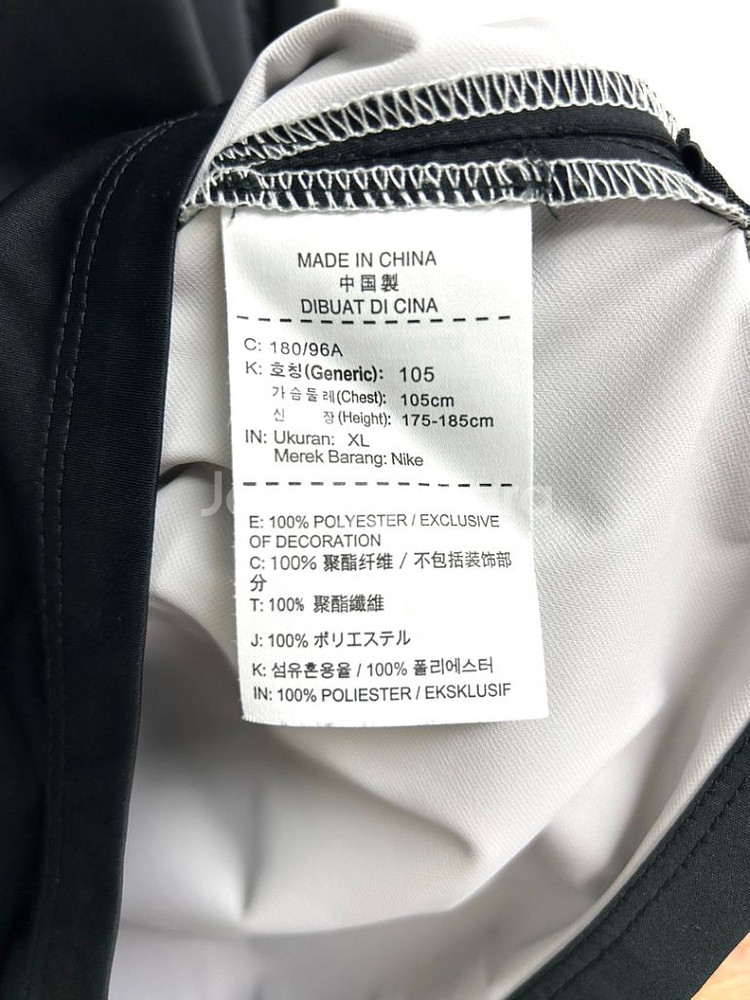 MADE IN CHINA
中国製
DIBUAT DI CINA
C: 180/96A
K: 호칭(Generic): 105
가슴둘레(Chest): 105cm
신 장(Height): 175-185cm
IN: Ukuran: XL
Merek Barang: Nike
E: 100% POLYESTER / EXCLUSIVE
OF DECORATION
C: 100% 聚酯纤维 / 不包括装饰部
分
T: 100% 聚酯纖維
J: 100% ポリエステル
K: 섬유혼용율 / 100% 폴리에스터
IN: 100% POLIESTER / EKSKLUSIF